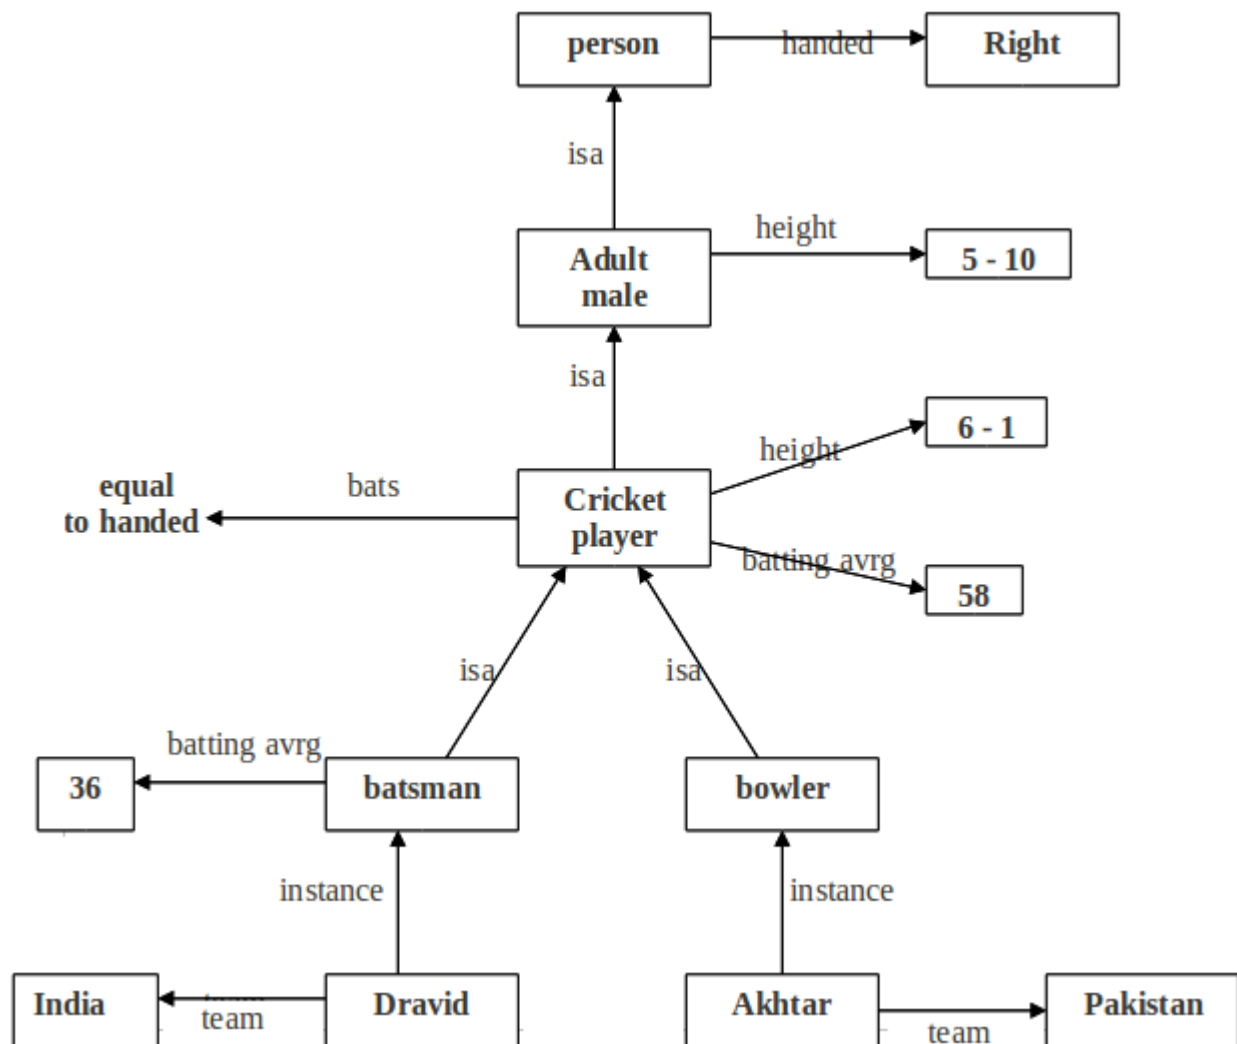 person
handed
Right
isa
height
Adult
male
5 - 10
isa
6 - 1
height
equal
to handed
bats
Cricket
player
batting avrg
58
isa
isa
batting avrg
36
batsman
bowler
instance
instance
India
team
Dravid
Akhtar
team
Pakistan